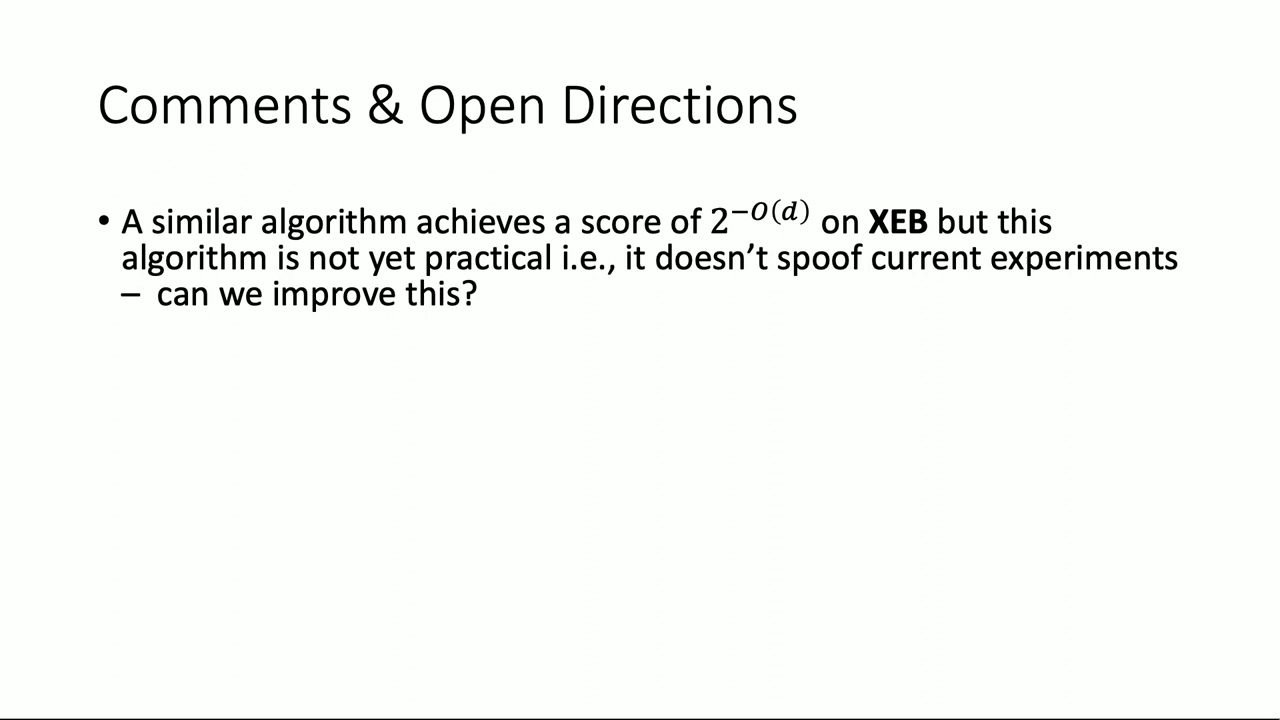 Comments & Open Directions
• A similar algorithm achieves a score of 2^{−O(d)} on XEB but this
algorithm is not yet practical i.e., it doesn’t spoof current experiments
– can we improve this?